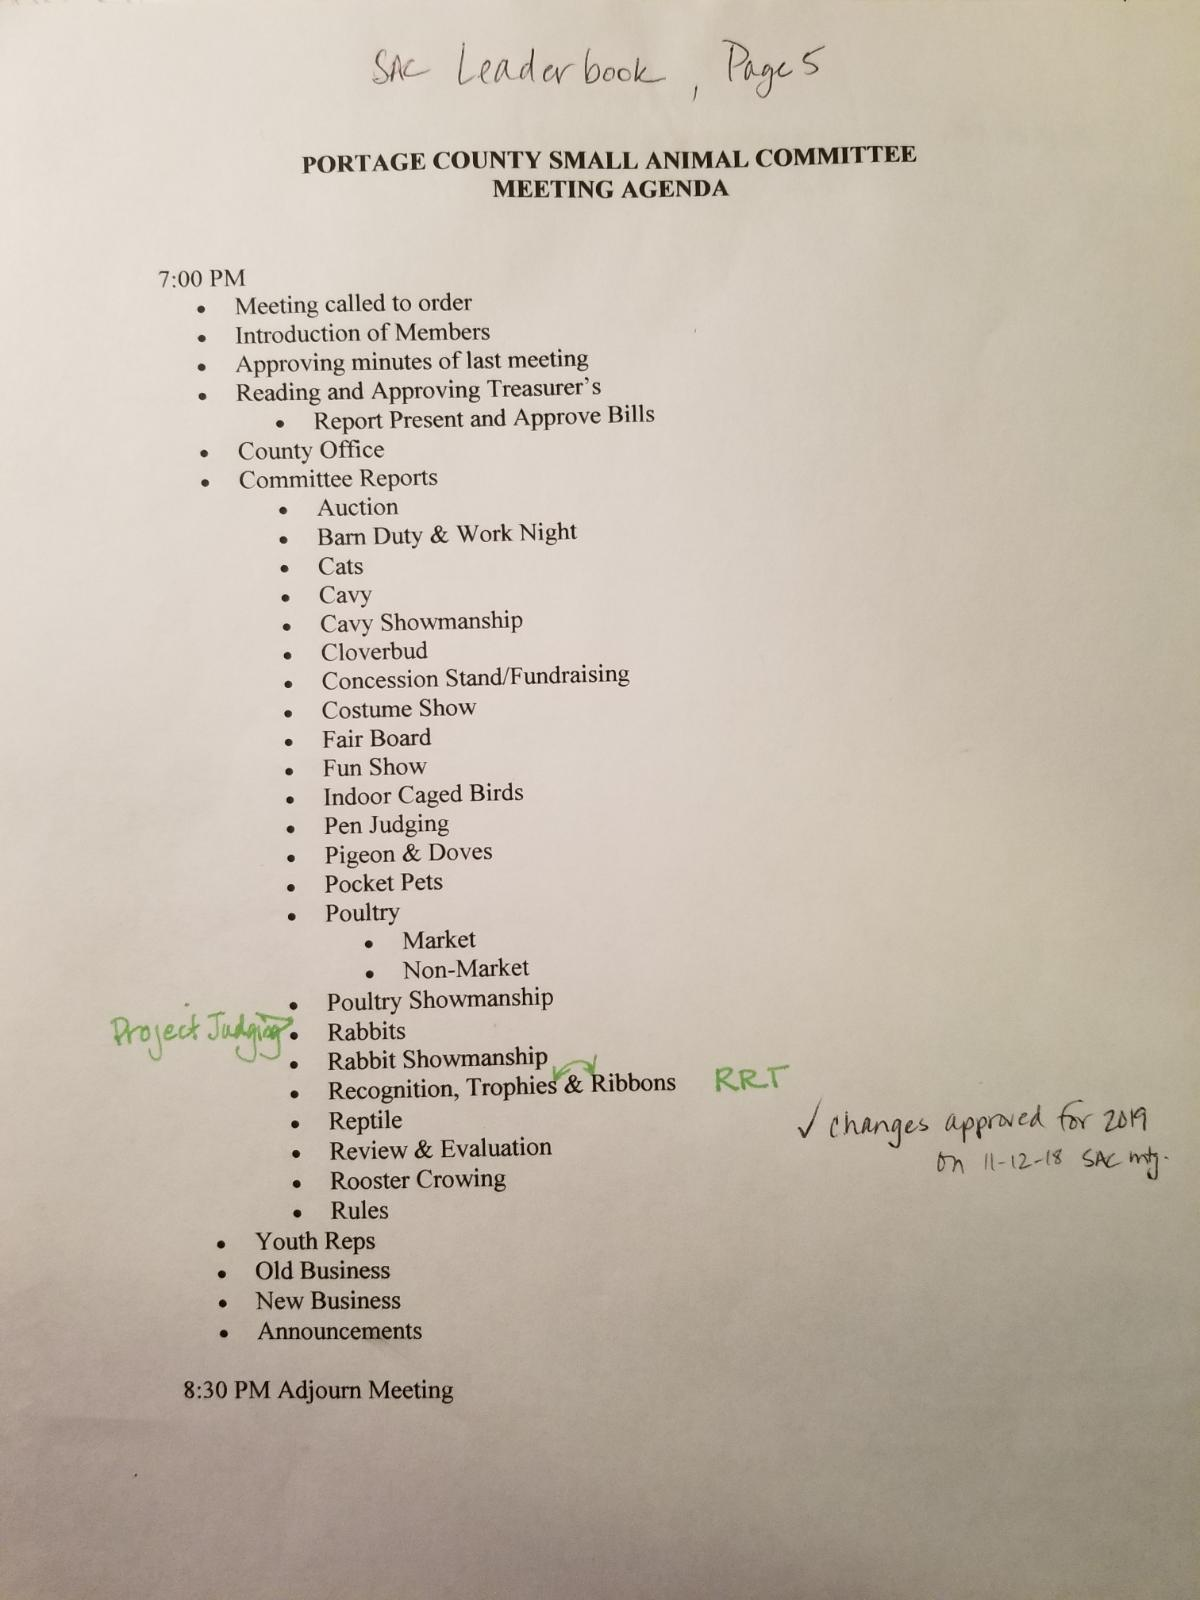 SAC Leaderbook, Page 5
PORTAGE COUNTY SMALL ANIMAL COMMITTEE
MEETING AGENDA
7:00 PM
• Meeting called to order
• Introduction of Members
• Approving minutes of last meeting
• Reading and Approving Treasurer's
• Report Present and Approve Bills
• County Office
• Committee Reports
• Auction
• Barn Duty & Work Night
• Cats
• Cavy
• Cavy Showmanship
• Cloverbud
• Concession Stand/Fundraising
• Costume Show
• Fair Board
• Fun Show
• Indoor Caged Birds
• Pen Judging
• Pigeon & Doves
• Pocket Pets
• Poultry
• Market
• Non-Market
• Poultry Showmanship
Project Judging
• Rabbits
• Rabbit Showmanship
• Recognition, Trophies & Ribbons RRT
• Reptile
✓ changes approved for 2019
on 11-12-18 SAC mtg.
• Review & Evaluation
• Rooster Crowing
• Rules
• Youth Reps
• Old Business
• New Business
• Announcements
8:30 PM Adjourn Meeting